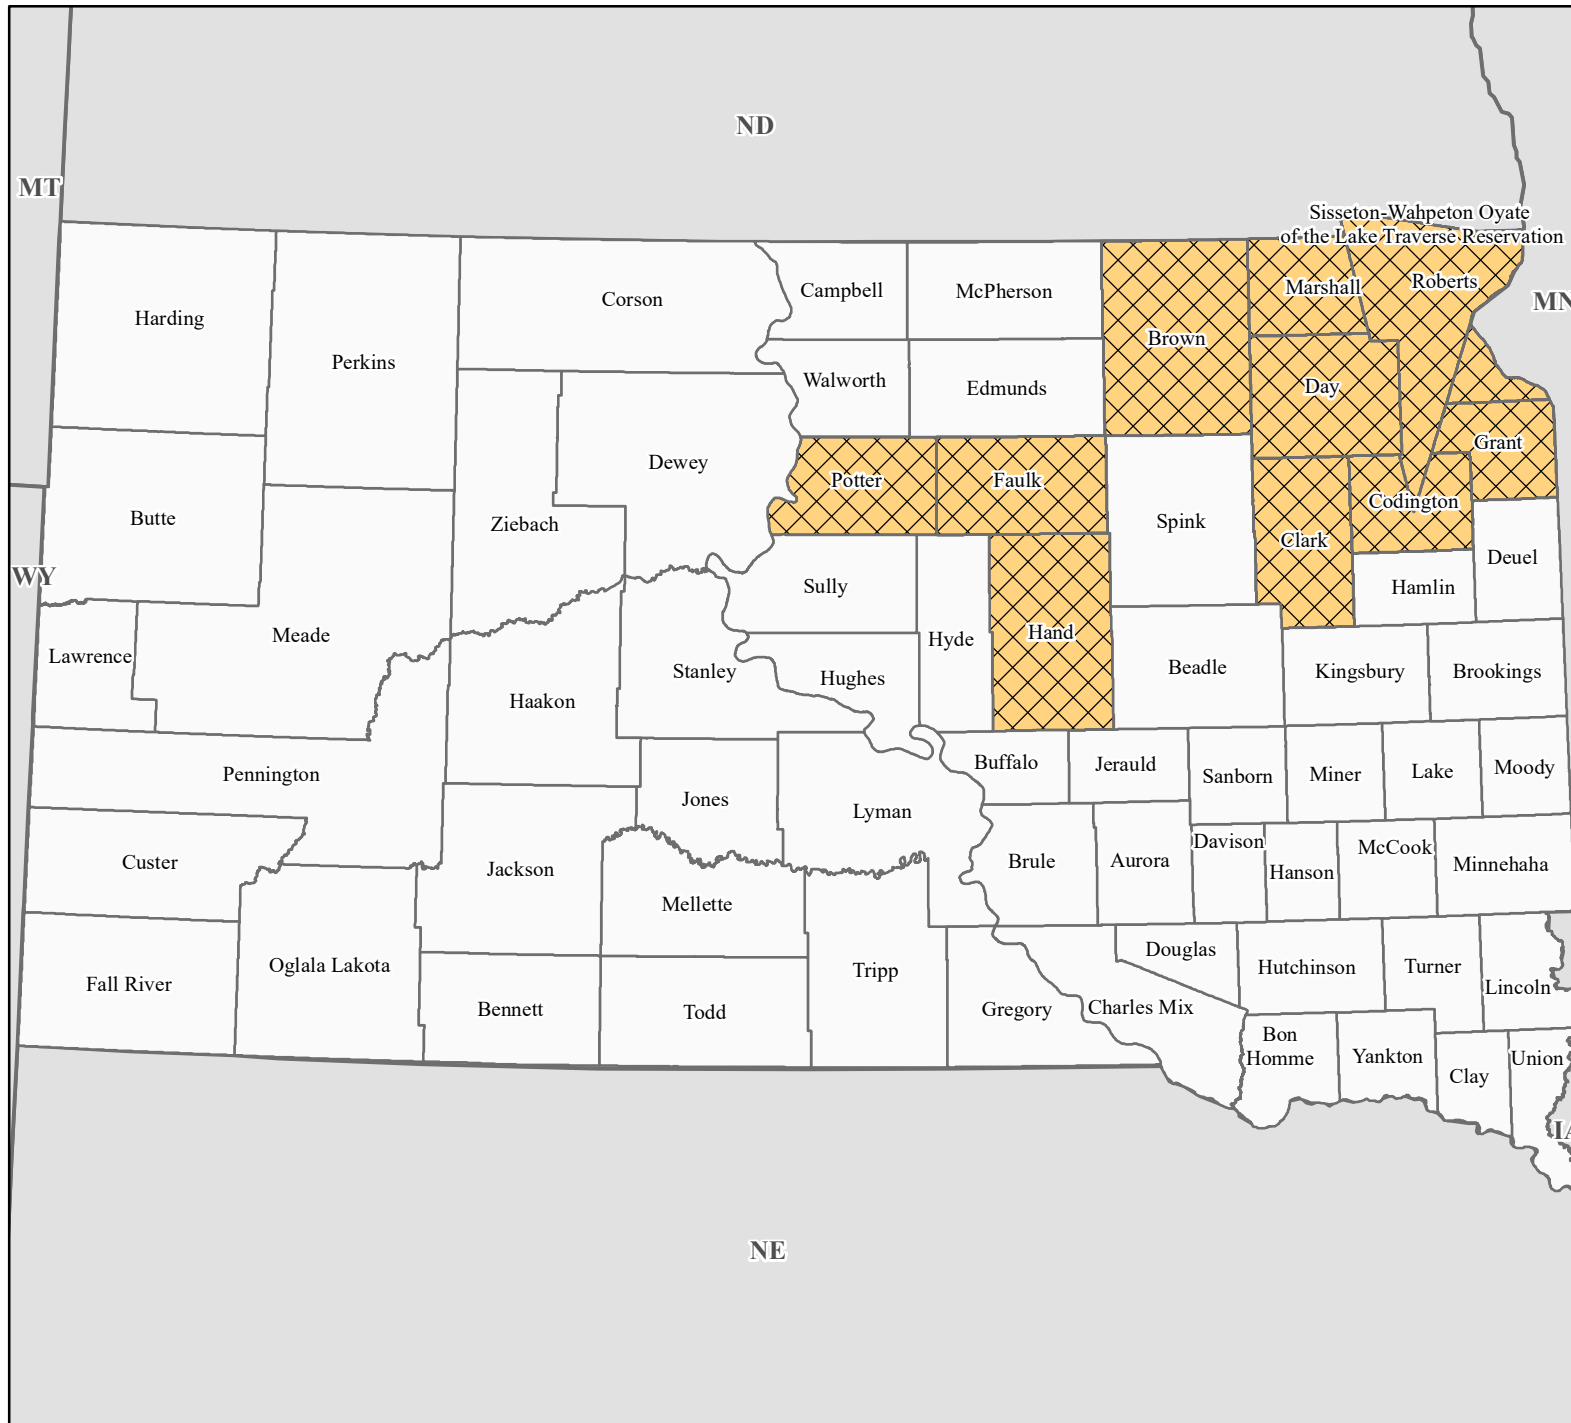 ND
MT
Sisseton-Wahpeton Oyate
of the Lake Traverse Reservation
MN
Harding
Perkins
Corson
Campbell
McPherson
Brown
Marshall
Roberts
Walworth
Edmunds
Day
Butte
Dewey
Ziebach
Potter
Faulk
Spink
Grant
Codington
Clark
Deuel
Hamlin
WY
Lawrence
Meade
Sully
Hyde
Hand
Haakon
Stanley
Hughes
Beadle
Kingsbury
Brookings
Pennington
Jones
Lyman
Buffalo
Jerauld
Sanborn
Miner
Lake
Moody
Custer
Jackson
Mellette
Brule
Aurora
Davison
Hanson
McCook
Minnehaha
Fall River
Oglala Lakota
Bennett
Todd
Tripp
Gregory
Charles Mix
Douglas
Hutchinson
Turner
Lincoln
Bon
Homme
Yankton
Clay
Union
IA
NE